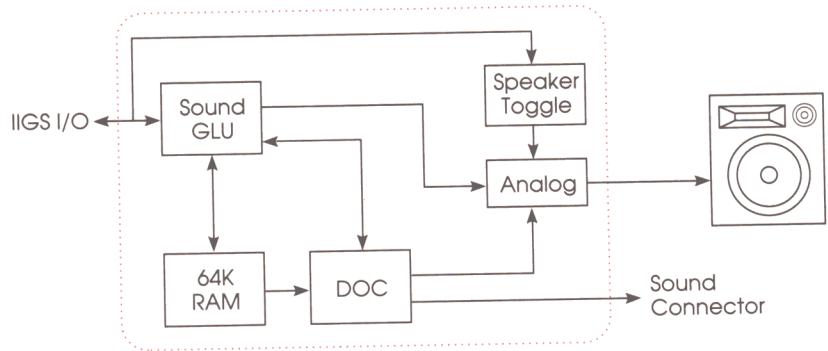 IIGS I/O
Sound
GLU
Speaker
Toggle
Analog
64K
RAM
DOC
Sound
Connector